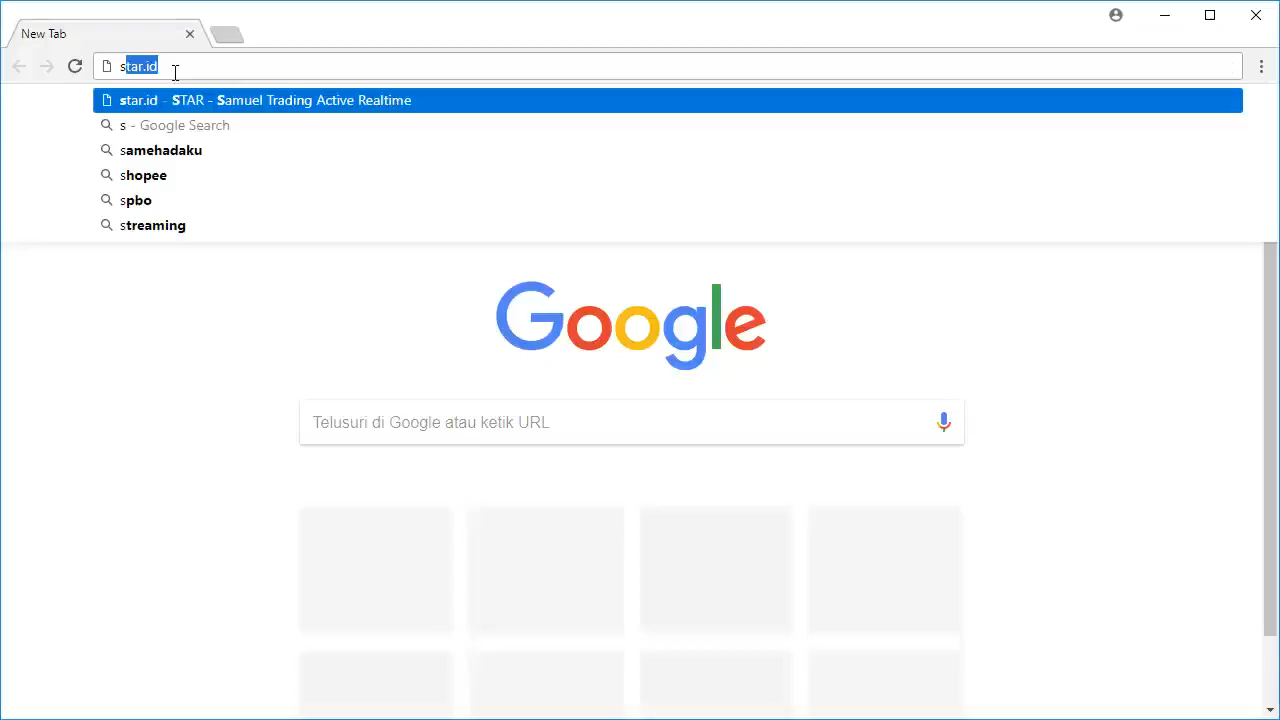 New Tab
star.id
star.id - STAR - Samuel Trading Active Realtime
s - Google Search
samehadaku
shopee
spbo
streaming
Google
Telusuri di Google atau ketik URL